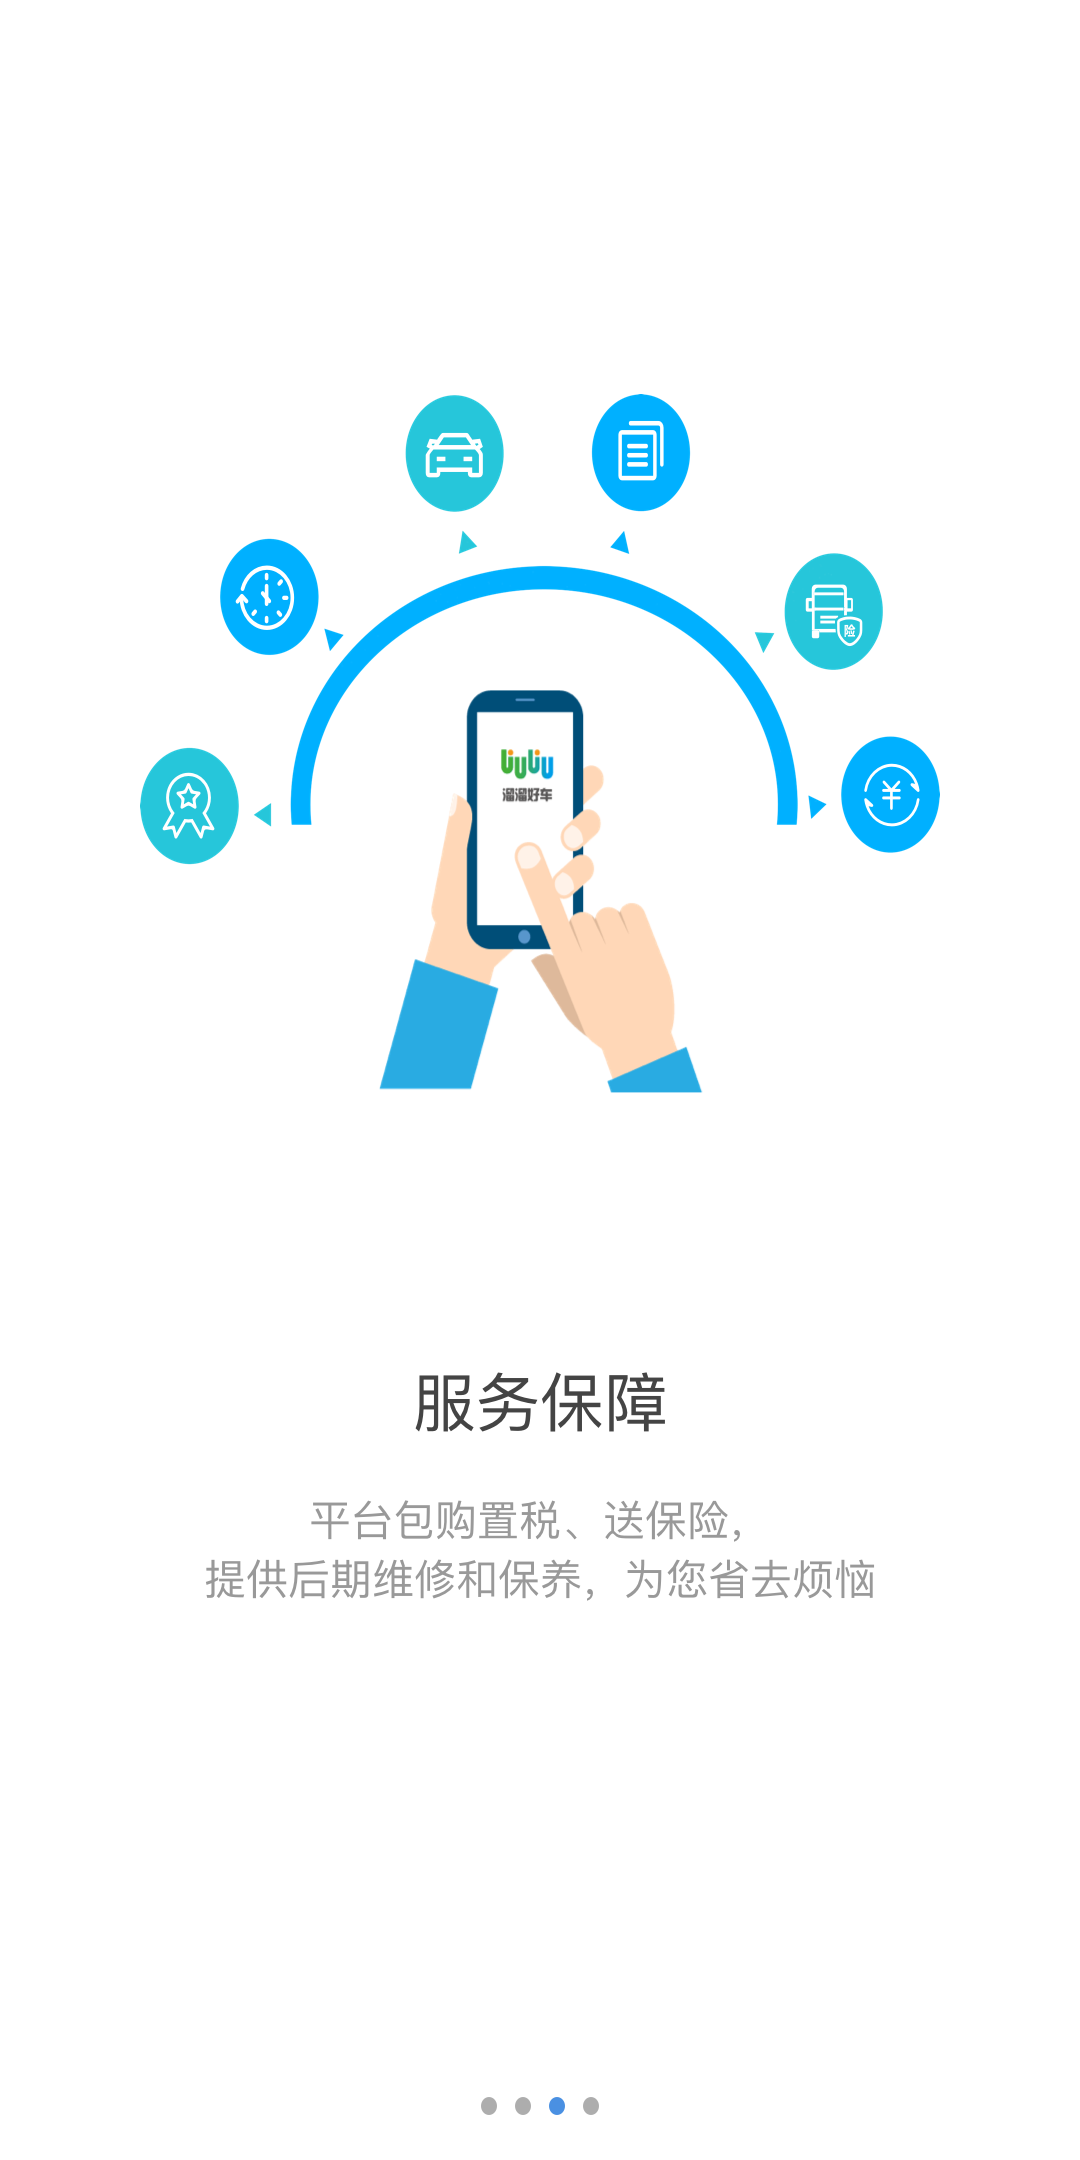 险
liuliu
溜溜好车
服务保障
平台包购置税、送保险，
提供后期维修和保养，为您省去烦恼